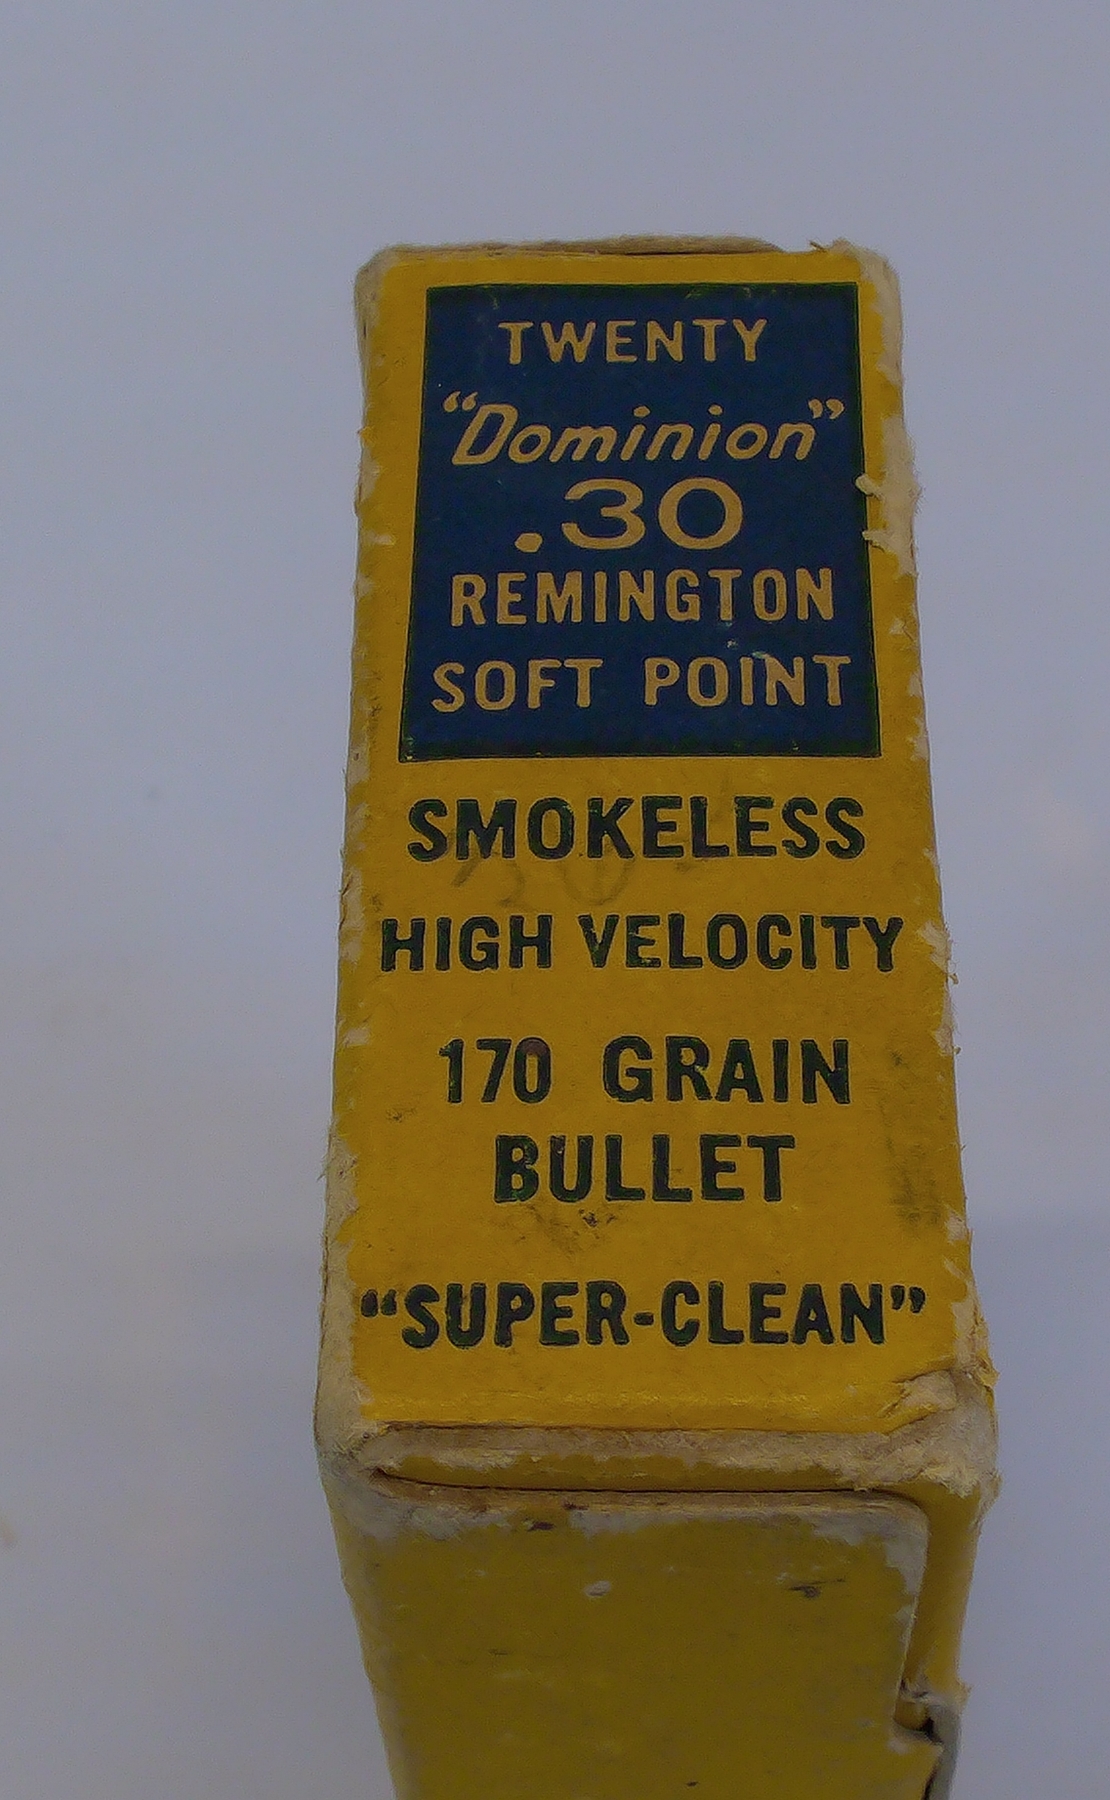 TWENTY
"Dominion"
.30
REMINGTON
SOFT POINT
SMOKELESS
HIGH VELOCITY
170 GRAIN
BULLET
"SUPER-CLEAN"